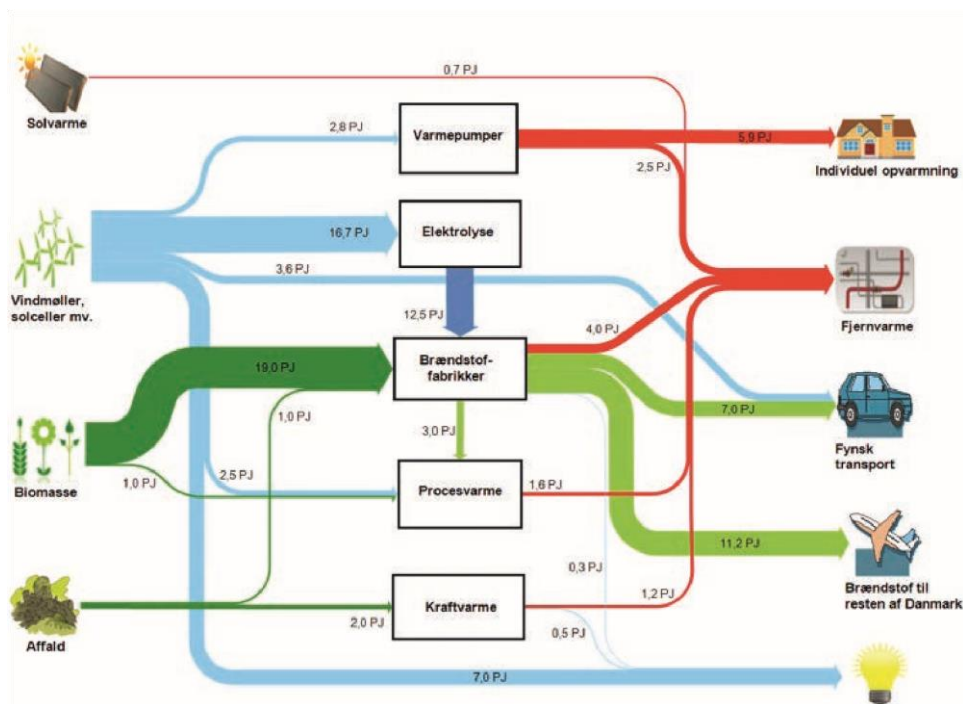 0,7 PJ
Solvarme
2,8 PJ
Varmepumper
5,9 PJ
2,5 PJ
Individuel opvarmning
16,7 PJ
Elektrolyse
3,6 PJ
Vindmøller,
solceller mv.
12,5 PJ
4,0 PJ
Fjernvarme
19,0 PJ
Brændstof-
fabrikker
1,0 PJ
7,0 PJ
3,0 PJ
Fynsk
transport
Biomasse
1,0 PJ
2,5 PJ
Procesvarme
1,6 PJ
11,2 PJ
0,3 PJ
Brændstof til
resten af Danmark
Kraftvarme
1,2 PJ
2,0 PJ
0,5 PJ
Affald
7,0 PJ